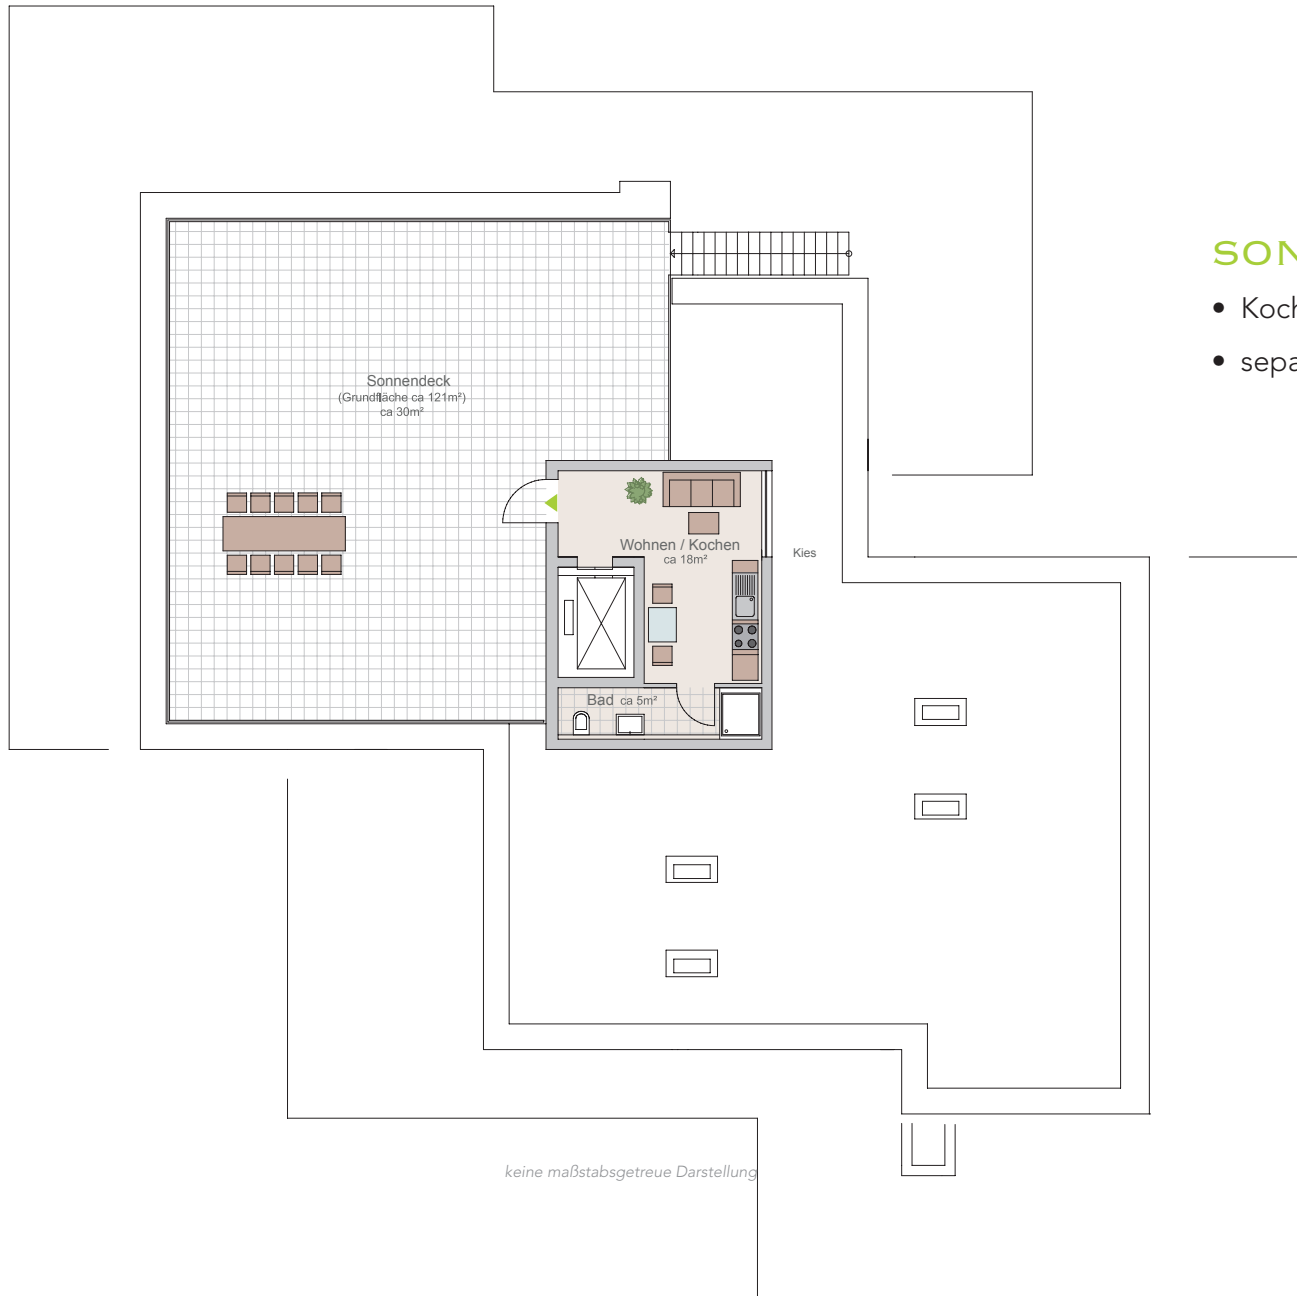 SON
• Koch
• sepa
Sonnendeck
(Grundfläche ca 121m²)
ca 30m²
Wohnen / Kochen
ca 18m²
Kies
Bad ca 5m²
keine maßstabsgetreue Darstellung